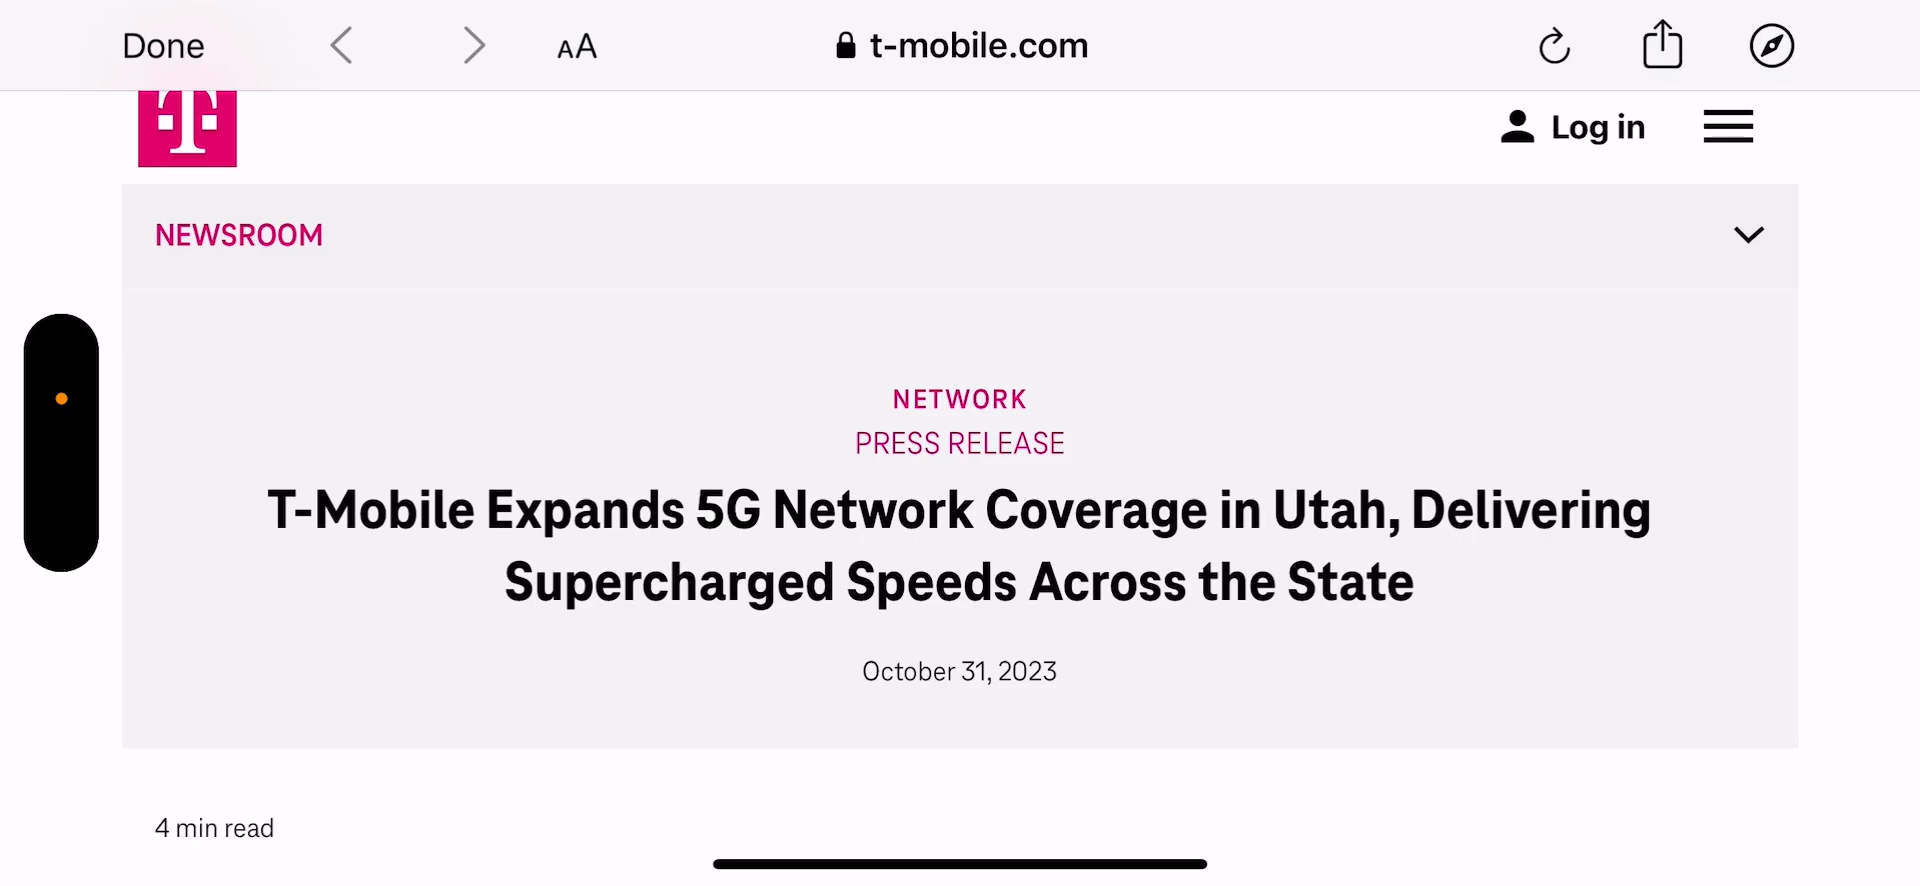 Done
AA
t-mobile.com
T
Log in
NEWSROOM
NETWORK
PRESS RELEASE
T-Mobile Expands 5G Network Coverage in Utah, Delivering
Supercharged Speeds Across the State
October 31, 2023
4 min read